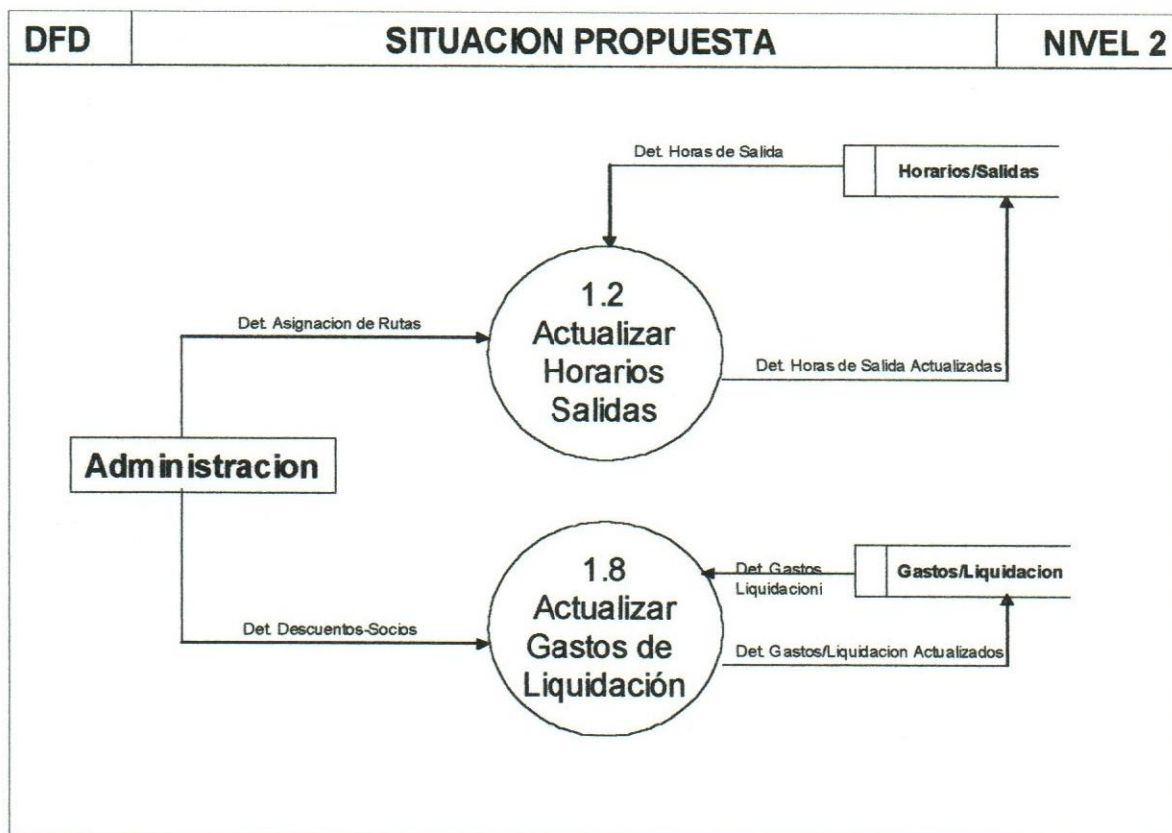 DFD
SITUACION PROPUESTA
NIVEL 2
Det. Horas de Salida
Horarios/Salidas
1.2
Actualizar
Horarios
Salidas
Det. Asignacion de Rutas
Det. Horas de Salida Actualizadas
Administracion
1.8
Actualizar
Gastos de
Liquidación
Det. Gastos
Liquidacioni
Gastos/Liquidacion
Det. Descuentos-Socios
Det. Gastos/Liquidacion Actualizados